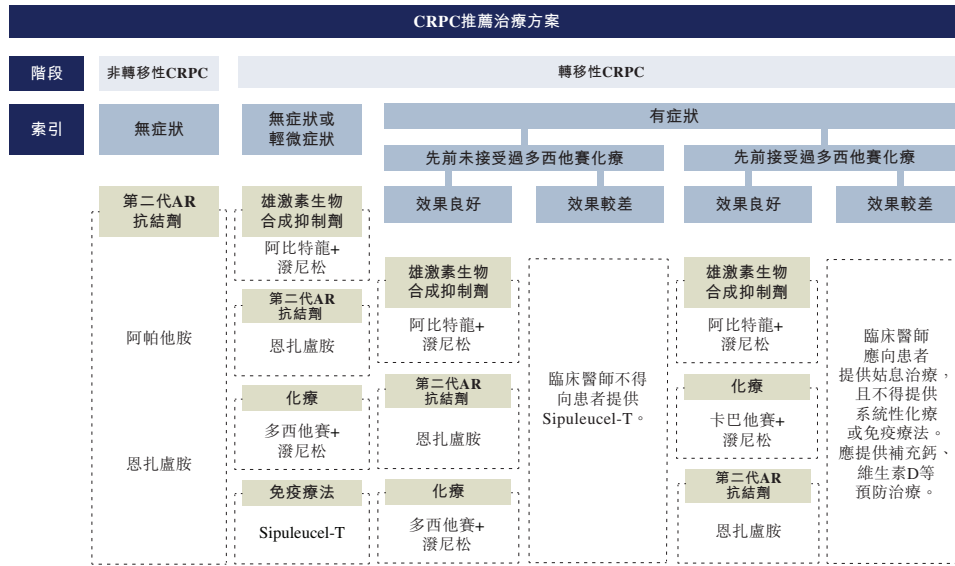 CRPC推薦治療方案
階段
非轉移性CRPC
轉移性CRPC
索引
無症狀
無症狀或
輕微症狀
有症狀
先前未接受過多西他賽化療
先前接受過多西他賽化療
效果良好
效果較差
效果良好
效果較差
第二代AR
抗結劑
阿帕他胺
恩扎盧胺
雄激素生物
合成抑制劑
阿比特龍+
潑尼松
第二代AR
抗結劑
恩扎盧胺
化療
多西他賽+
潑尼松
免疫療法
Sipuleucel-T
雄激素生物
合成抑制劑
阿比特龍+
潑尼松
第二代AR
抗結劑
恩扎盧胺
化療
多西他賽+
潑尼松
臨床醫師不得
向患者提供
Sipuleucel-T。
雄激素生物
合成抑制劑
阿比特龍+
潑尼松
化療
卡巴他賽+
潑尼松
第二代AR
抗結劑
恩扎盧胺
臨床醫師
應向患者
提供姑息治療，
且不得提供
系統性化療
或免疫療法。
應提供補充鈣、
維生素D等
預防治療。